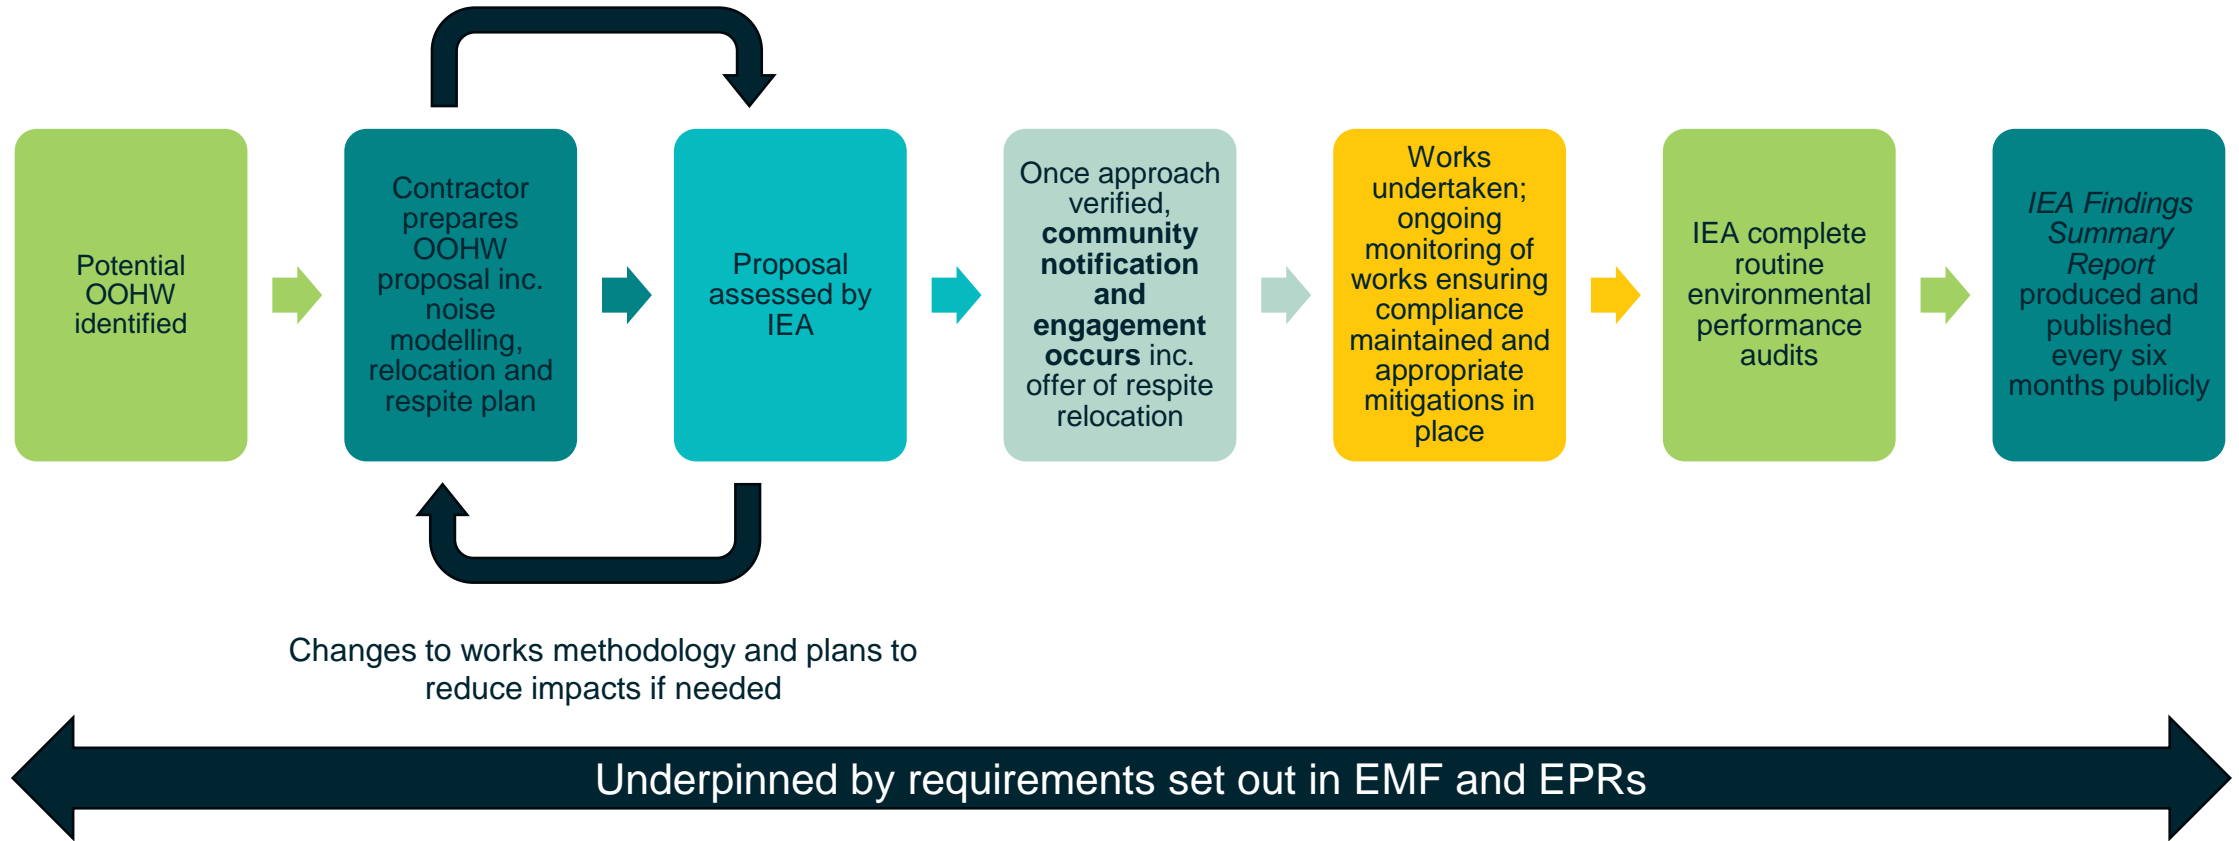 Potential
OOHW
identified
Contractor
prepares
OOHW
proposal inc.
noise
modelling,
relocation and
respite plan
Proposal
assessed by
IEA
Once approach
verified,
community
notification
and
engagement
occurs inc.
offer of respite
relocation
Works
undertaken;
ongoing
monitoring of
works ensuring
compliance
maintained and
appropriate
mitigations in
place
IEA complete
routine
environmental
performance
audits
IEA Findings
Summary
Report
produced and
published
every six
months publicly
Changes to works methodology and plans to
reduce impacts if needed
Underpinned by requirements set out in EMF and EPRs